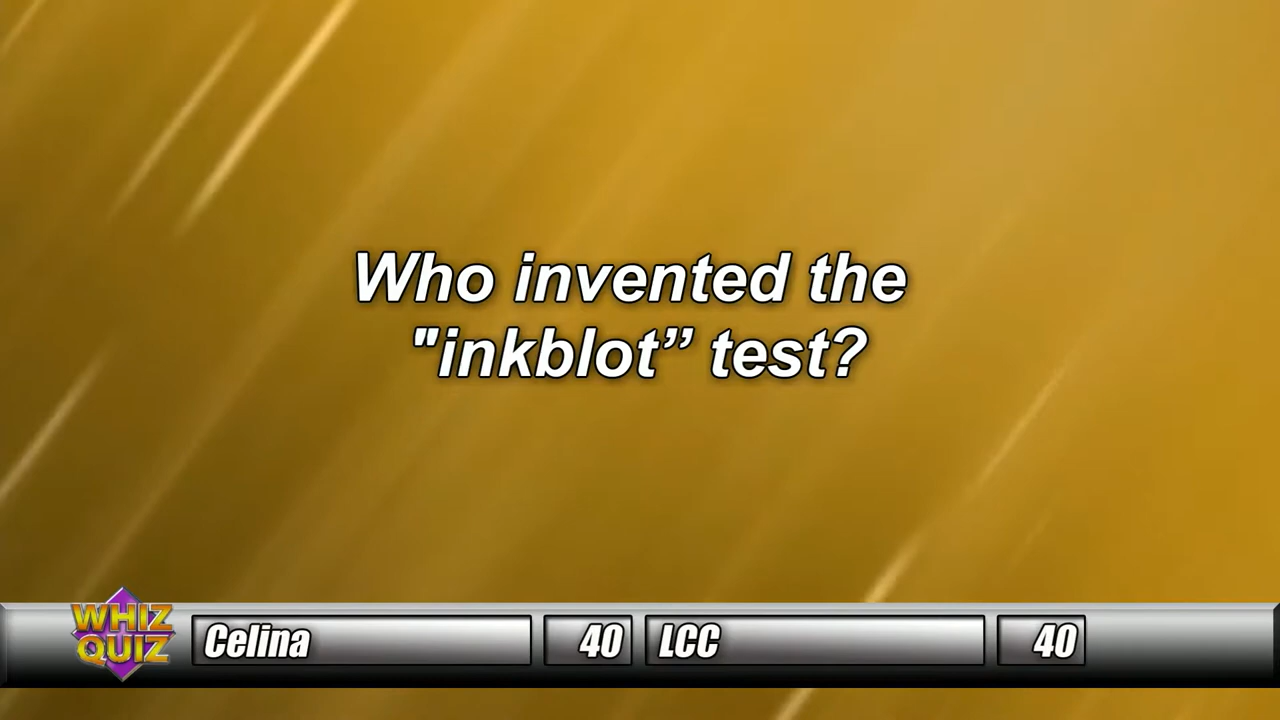 Who invented the
"inkblot” test?
WHIZ
QUIZ
Celina 40 LCC 40